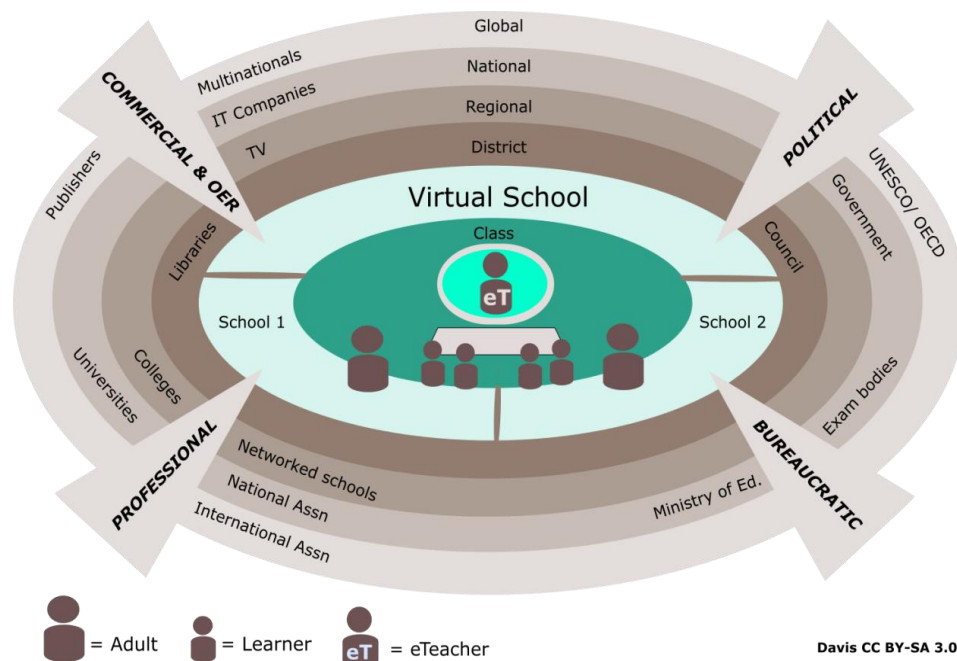 Global
Multinationals
National
IT Companies
Regional
TV
District
COMMERCIAL & OER
POLITICAL
Publishers
Libraries
Virtual School
Class
eT
UNESCO/ OECD
Government
Council
School 1
School 2
Universities
Colleges
Exam bodies
PROFESSIONAL
BUREAUCRATIC
Networked schools
National Assn
International Assn
Ministry of Ed.
= Adult
= Learner
eT
= eTeacher
Davis CC BY-SA 3.0